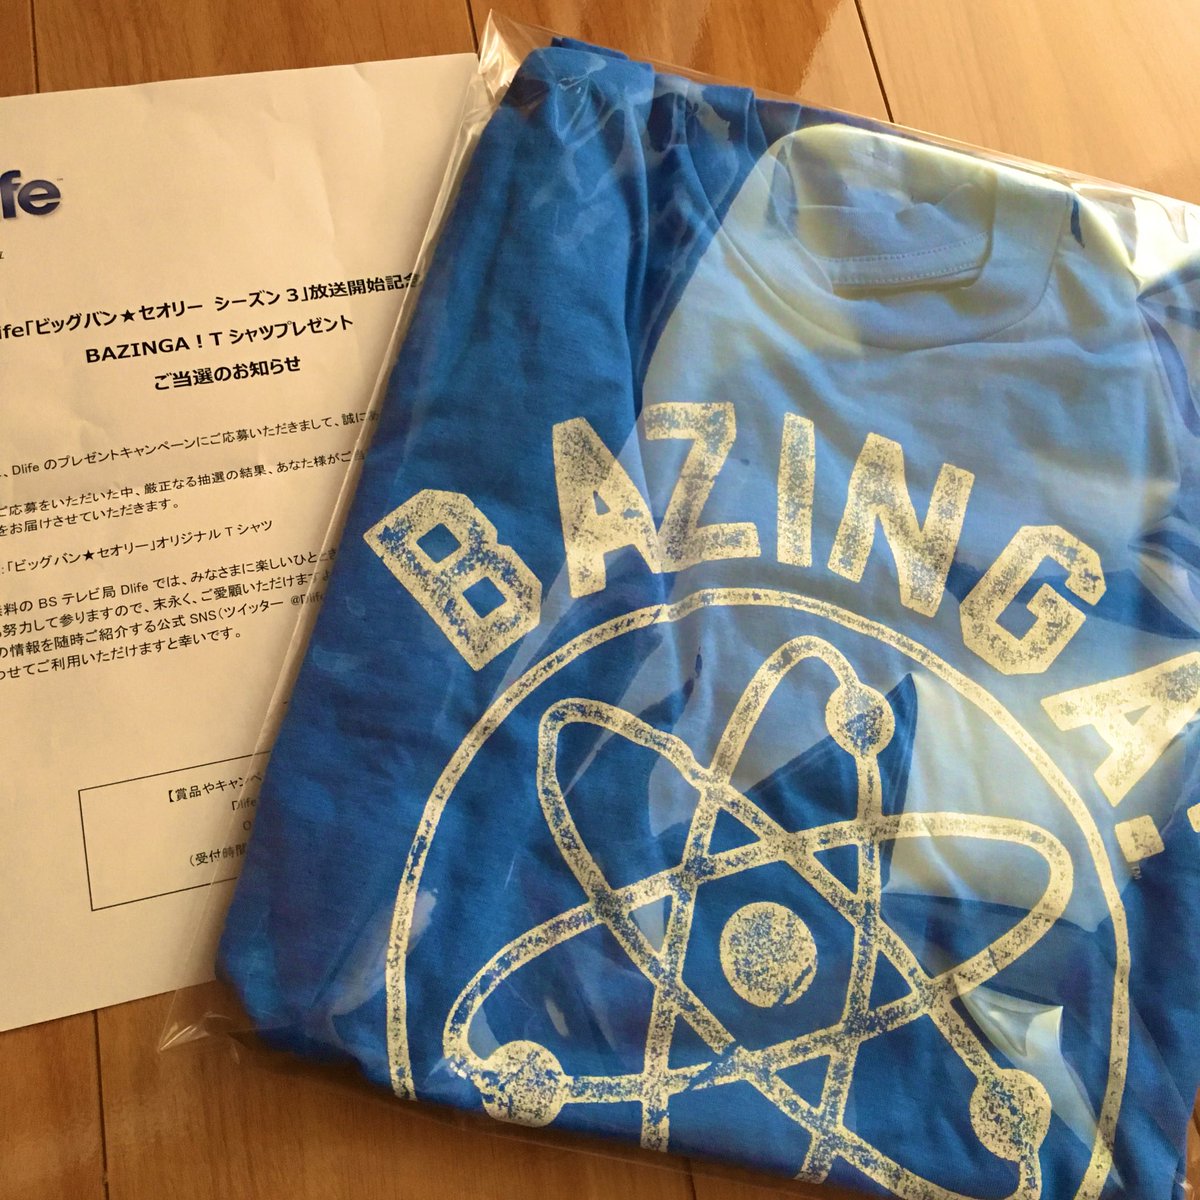 life
Dlife「ビッグバン★セオリー シーズン3」放送開始記念
BAZINGA！Tシャツプレゼント
ご当選のお知らせ
、Dlife のプレゼントキャンペーンにご応募いただきまして、誠にあ
ご応募をいただいた中、厳正なる抽選の結果、あなた様がご当
をお届けさせていただきます。
:「ビッグバン★セオリー」オリジナルTシャツ
料の BS テレビ局 Dlife では、みなさまに楽しいひととき
努力して参りますので、末永く、ご愛顧いただけますよ
の情報を随時ご紹介する公式 SNS（ツイッター @Dlife
わせてご利用いただけますと幸いです。
【賞品やキャンペ
Dlife
0
（受付時間
BAZINGA!